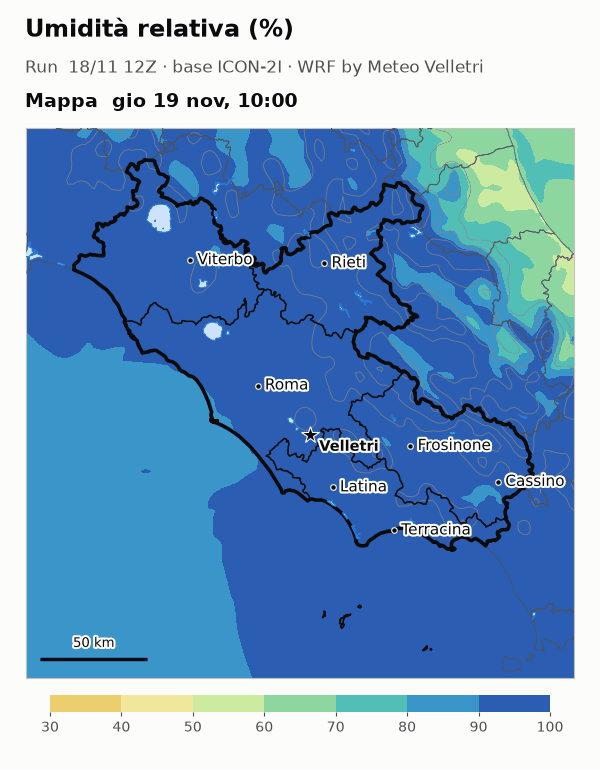 Umidità relativa (%)
Run  18/11 12Z · base ICON-2I · WRF by Meteo Velletri
Mappa  gio 19 nov, 10:00
Viterbo
Rieti
Roma
Velletri
Frosinone
Latina
Cassino
Terracina
50 km
30 40 50 60 70 80 90 100